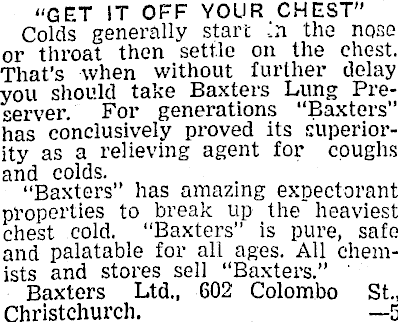 "GET IT OFF YOUR CHEST"
Colds generally start in the nose
or throat then settle on the chest.
That's when without further delay
you should take Baxters Lung Pre-
server. For generations "Baxters"
has conclusively proved its superior-
ity as a relieving agent for coughs
and colds.
"Baxters" has amazing expectorant
properties to break up the heaviest
chest cold. "Baxters" is pure, safe
and palatable for all ages. All chem-
ists and stores sell "Baxters."
Baxters Ltd., 602 Colombo St.,
Christchurch. —5